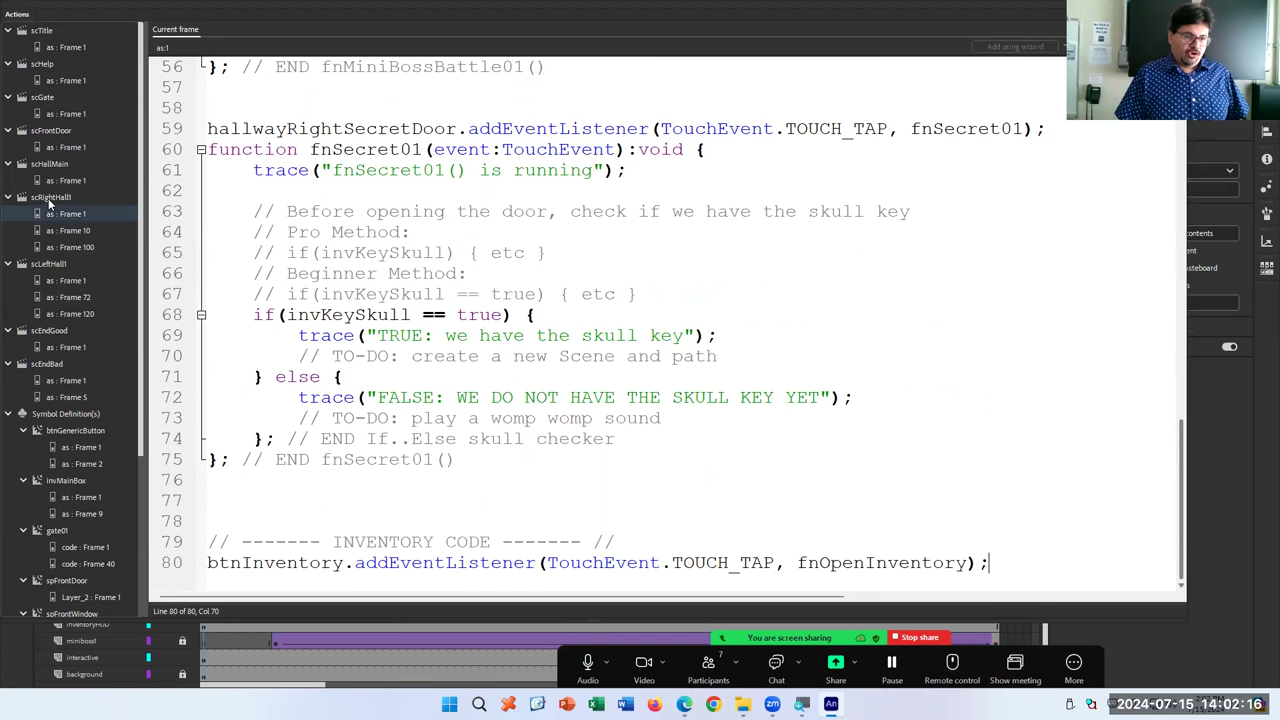 Actions
scTitle
as : Frame 1
scHelp
as : Frame 1
scGate
as : Frame 1
scFrontDoor
as : Frame 1
scHallMain
as : Frame 1
scRightHall1
as : Frame 1
as : Frame 10
as : Frame 100
scLeftHall1
as : Frame 1
as : Frame 72
as : Frame 120
scEndGood
as : Frame 1
scEndBad
as : Frame 1
as : Frame 5
Symbol Definition(s)
btnGenericButton
as : Frame 1
as : Frame 2
invMainBox
as : Frame 1
as : Frame 9
gate01
code : Frame 1
code : Frame 40
spFrontDoor
Layer_2 : Frame 1
spFrontWindow
Current frame
as:1
Add using wizard
56 }; // END fnMiniBossBattle01()
57
58
59 hallwayRightSecretDoor.addEventListener(TouchEvent.TOUCH_TAP, fnSecret01);
60 function fnSecret01(event:TouchEvent):void {
61 trace("fnSecret01() is running");
62
63 // Before opening the door, check if we have the skull key
64 // Pro Method:
65 // if(invKeySkull) { etc }
66 // Beginner Method:
67 // if(invKeySkull == true) { etc }
68 if(invKeySkull == true) {
69 trace("TRUE: we have the skull key");
70 // TO-DO: create a new Scene and path
71 } else {
72 trace("FALSE: WE DO NOT HAVE THE SKULL KEY YET");
73 // TO-DO: play a womp womp sound
74 }; // END If..Else skull checker
75 }; // END fnSecret01()
76
77
78
79 // ------- INVENTORY CODE ------- //
80 btnInventory.addEventListener(TouchEvent.TOUCH_TAP, fnOpenInventory);
Line 80 of 80, Col 70
inventoryHUD
miniboss1
interactive
background
You are screen sharing
Stop share
Audio
Video
7
Participants
Chat
Share
Pause
Remote control
Show meeting
More
2024-07-15 14:02:16